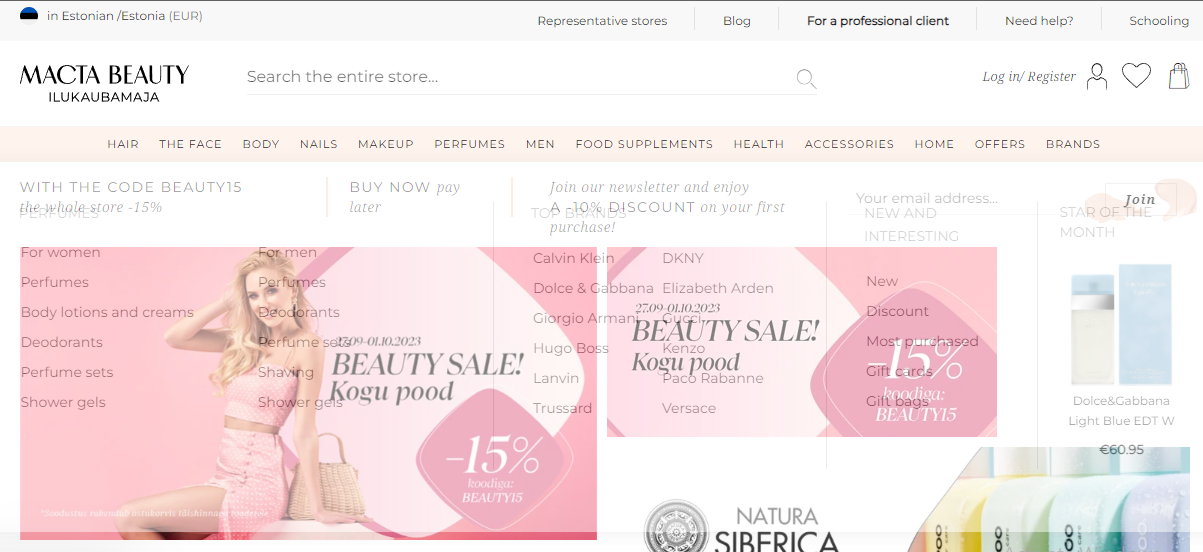 in Estonian /Estonia (EUR)
Representative stores
Blog
For a professional client
Need help?
Schooling
MACTA BEAUTY
ILUKAUBAMAJA
Search the entire store...
Log in/ Register
HAIR THE FACE BODY NAILS MAKEUP PERFUMES MEN FOOD SUPPLEMENTS HEALTH ACCESSORIES HOME OFFERS BRANDS
WITH THE CODE BEAUTY15
the whole store -15%
BUY NOW pay
later
Join our newsletter and enjoy
A -10% DISCOUNT on your first
purchase!
Your email address...
Join
PERFUMES
For women
Perfumes
Body lotions and creams
Deodorants
Perfume sets
Shower gels
For men
Perfumes
Deodorants
Perfume sets
Shaving
Shower gels
TOP BRANDS
Calvin Klein
Dolce & Gabbana
Giorgio Armani
Hugo Boss
Lanvin
Trussard
DKNY
Elizabeth Arden
Gucci
Kenzo
Paco Rabanne
Versace
NEW AND
INTERESTING
New
Discount
Most purchased
Gift cards
Gift bags
STAR OF THE
MONTH
Dolce&Gabbana
Light Blue EDT W
€60.95
27.09-01.10.2023
BEAUTY SALE!
Kogu pood
-15%
koodiga:
BEAUTY15
27.09-01.10.2023
BEAUTY SALE!
Kogu pood
-15%
koodiga:
BEAUTY15
NATURA
SIBERICA